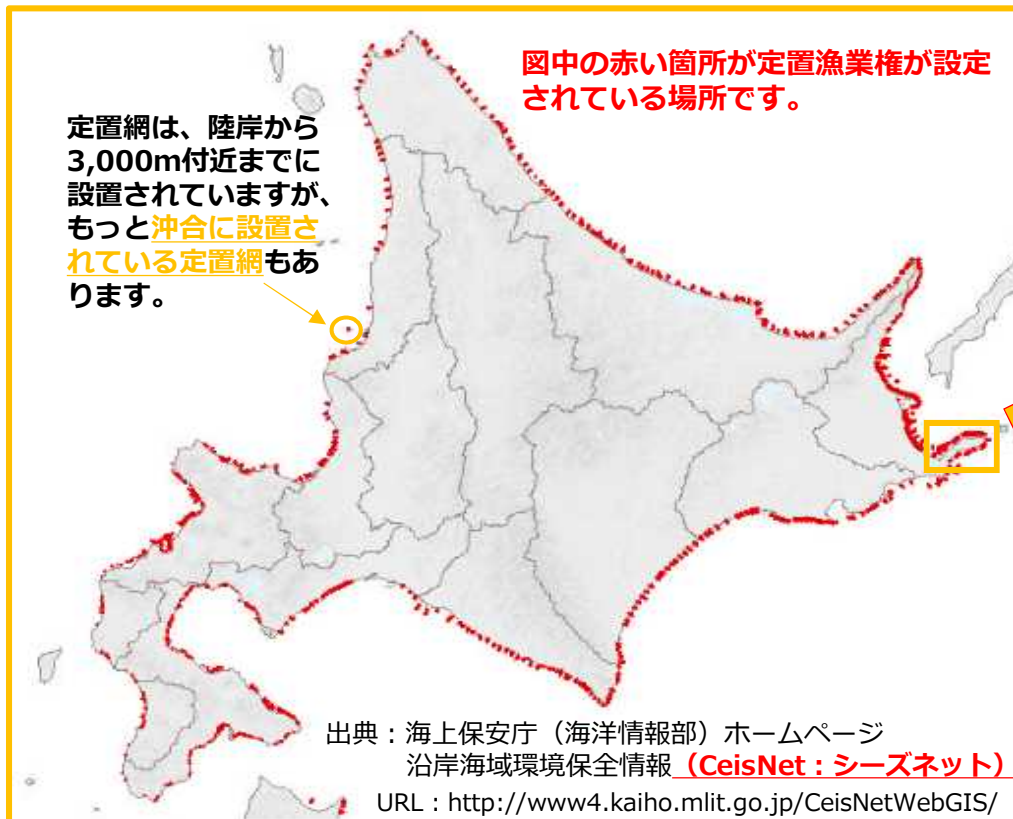 図中の赤い箇所が定置漁業権が設定
されている場所です。
定置網は、陸岸から
3,000m付近までに
設置されていますが、
もっと沖合に設置さ
れている定置網もあ
ります。
出典：海上保安庁（海洋情報部）ホームページ
沿岸海域環境保全情報（CeisNet：シーズネット）
URL：http://www4.kaiho.mlit.go.jp/CeisNetWebGIS/